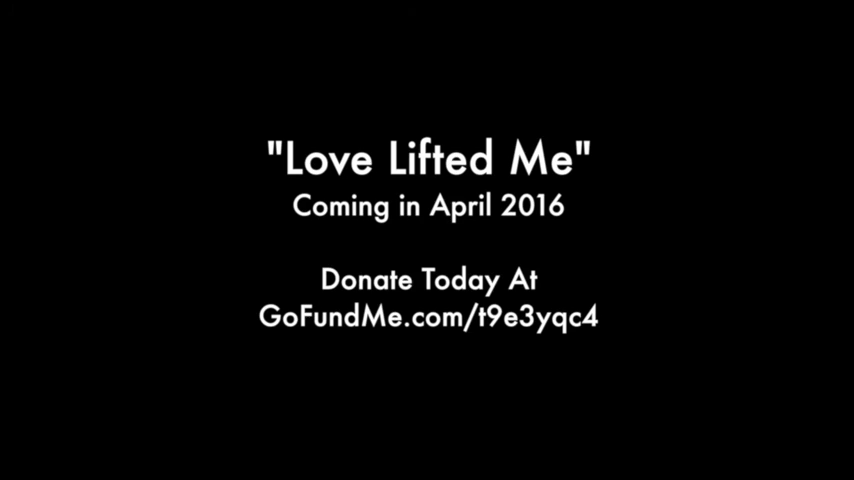 "Love Lifted Me"
Coming in April 2016
Donate Today At
GoFundMe.com/t9e3yqc4